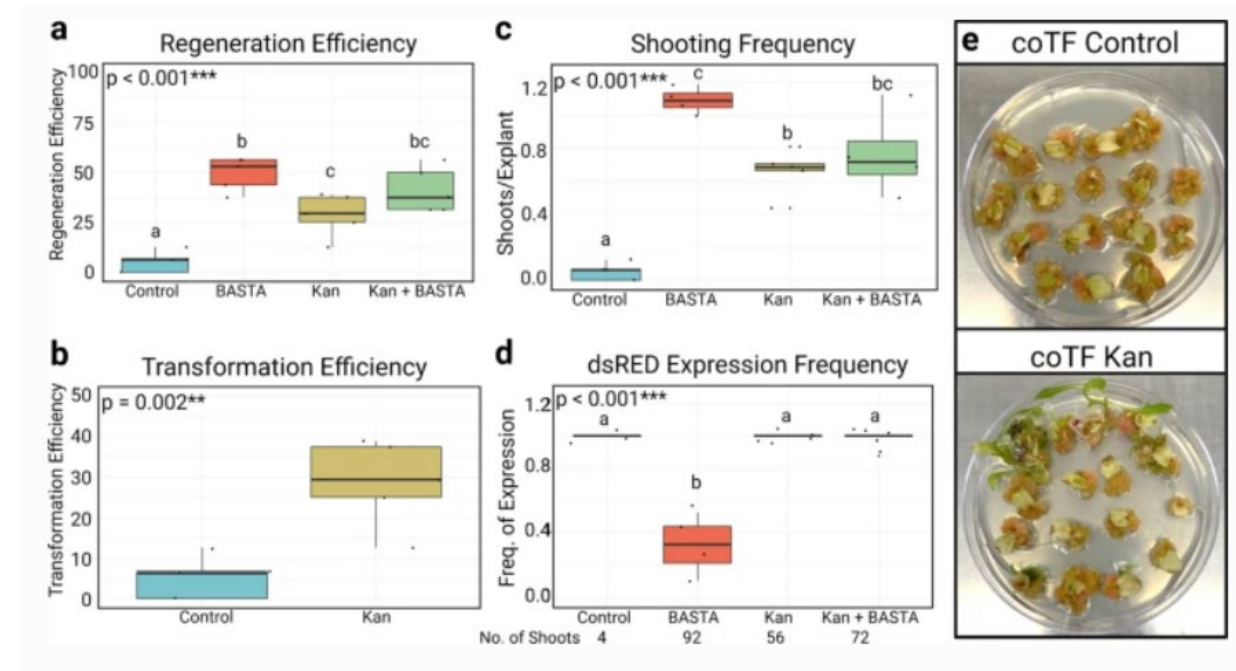 a
Regeneration Efficiency
p < 0.001***
Regeneration Efficiency
100
75
50
25
0
a
b
c
bc
Control BASTA Kan Kan + BASTA
b
Transformation Efficiency
p = 0.002**
Transformation Efficiency
50
40
30
20
10
0
Control Kan
c
Shooting Frequency
p < 0.001***
Shoots/Explant
1.2
0.8
0.4
0.0
a
c
b
bc
Control BASTA Kan Kan + BASTA
d
dsRED Expression Frequency
p < 0.001***
Freq. of Expression
1.2
0.8
0.4
0.0
a
b
a
a
Control BASTA Kan Kan + BASTA
No. of Shoots 4 92 56 72
e
coTF Control
coTF Kan